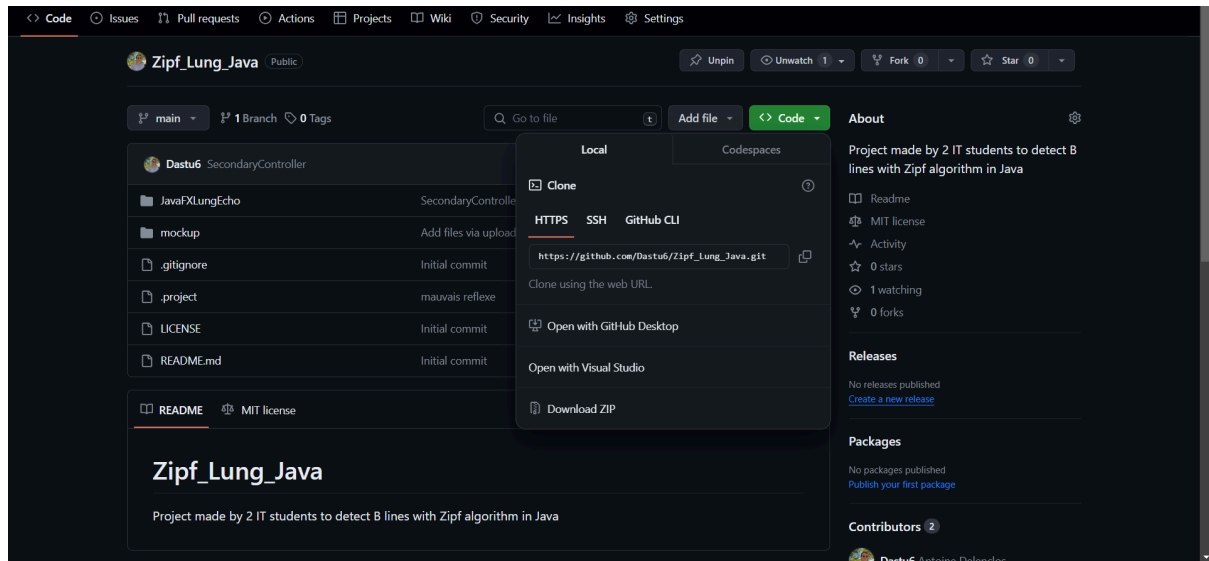 Code Issues Pull requests Actions Projects Wiki Security Insights Settings
Zipf_Lung_Java Public
Unpin Unwatch 1 Fork 0 Star 0
main 1 Branch 0 Tags
Go to file t Add file Code
Dastu6 SecondaryController
JavaFXLungEcho SecondaryControlle
mockup Add files via upload
.gitignore Initial commit
.project mauvais reflexe
LICENSE Initial commit
README.md Initial commit
Local Codespaces
Clone
HTTPS SSH GitHub CLI
https://github.com/Dastu6/Zipf_Lung_Java.git
Clone using the web URL.
Open with GitHub Desktop
Open with Visual Studio
Download ZIP
README MIT license
Zipf_Lung_Java
Project made by 2 IT students to detect B lines with Zipf algorithm in Java
About
Project made by 2 IT students to detect B
lines with Zipf algorithm in Java
Readme
MIT license
Activity
0 stars
1 watching
0 forks
Releases
No releases published
Create a new release
Packages
No packages published
Publish your first package
Contributors 2
Dastu6 Antoine Delenclos